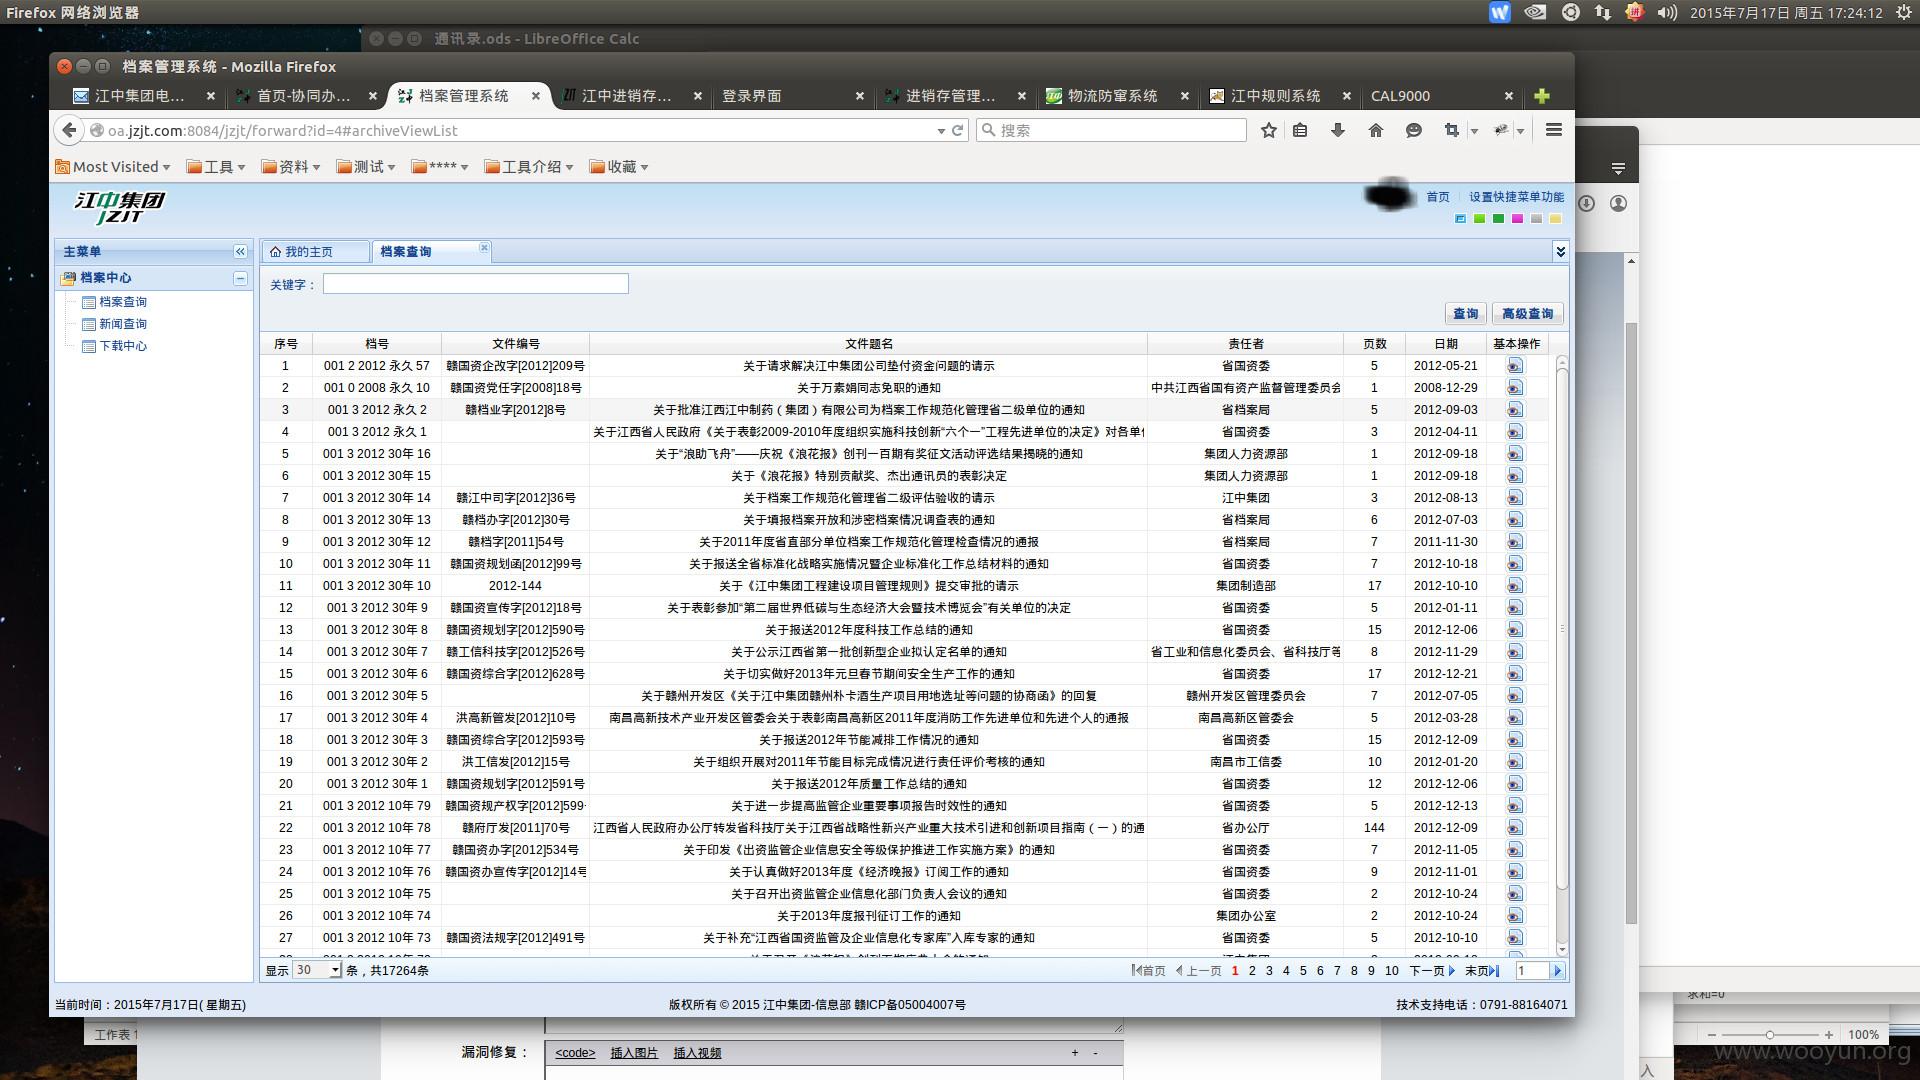 Firefox 网络浏览器
2015年7月17日 周五 17:24:12
通讯录.ods - LibreOffice Calc
档案管理系统 - Mozilla Firefox
江中集团电... 首页-协同办... 档案管理系统 江中进销存... 登录界面 进销存管理... 物流防窜系统 江中规则系统 CAL9000
oa.jzjt.com:8084/jzjt/forward?id=4#archiveViewList 搜索
Most Visited 工具 资料 测试 **** 工具介绍 收藏
江中集团 JZJT
首页 设置快捷菜单功能
主菜单 我的主页 档案查询
档案中心
档案查询
新闻查询
下载中心
关键字：
查询 高级查询
序号 档号 文件编号 文件题名 责任者 页数 日期 基本操作
1 001 2 2012 永久 57 赣国资企改字[2012]209号 关于请求解决江中集团公司垫付资金问题的请示 省国资委 5 2012-05-21
2 001 0 2008 永久 10 赣国资党任字[2008]18号 关于万素娟同志免职的通知 中共江西省国有资产监督管理委员会 1 2008-12-29
3 001 3 2012 永久 2 赣档业字[2012]8号 关于批准江西江中制药（集团）有限公司为档案工作规范化管理省二级单位的通知 省档案局 5 2012-09-03
4 001 3 2012 永久 1 关于江西省人民政府《关于表彰2009-2010年度组织实施科技创新“六个一”工程先进单位的决定》对各单 省国资委 3 2012-04-11
5 001 3 2012 30年 16 关于“浪助飞舟”——庆祝《浪花报》创刊一百期有奖征文活动评选结果揭晓的通知 集团人力资源部 1 2012-09-18
6 001 3 2012 30年 15 关于《浪花报》特别贡献奖、杰出通讯员的表彰决定 集团人力资源部 1 2012-09-18
7 001 3 2012 30年 14 赣江中司字[2012]36号 关于档案工作规范化管理省二级评估验收的请示 江中集团 3 2012-08-13
8 001 3 2012 30年 13 赣档办字[2012]30号 关于填报档案开放和涉密档案情况调查表的通知 省档案局 6 2012-07-03
9 001 3 2012 30年 12 赣档字[2011]54号 关于2011年度省直部分单位档案工作规范化管理检查情况的通报 省档案局 7 2011-11-30
10 001 3 2012 30年 11 赣国资规划函[2012]99号 关于报送全省标准化战略实施情况暨企业标准化工作总结材料的通知 省国资委 7 2012-10-18
11 001 3 2012 30年 10 2012-144 关于《江中集团工程建设项目管理规则》提交审批的请示 集团制造部 17 2012-10-10
12 001 3 2012 30年 9 赣国资宣传字[2012]18号 关于表彰参加“第二届世界低碳与生态经济大会暨技术博览会”有关单位的决定 省国资委 5 2012-01-11
13 001 3 2012 30年 8 赣国资规划字[2012]590号 关于报送2012年度科技工作总结的通知 省国资委 15 2012-12-06
14 001 3 2012 30年 7 赣工信科技字[2012]526号 关于公示江西省第一批创新型企业拟认定名单的通知 省工业和信息化委员会、省科技厅等 8 2012-11-29
15 001 3 2012 30年 6 赣国资综合字[2012]628号 关于切实做好2013年元旦春节期间安全生产工作的通知 省国资委 17 2012-12-21
16 001 3 2012 30年 5 关于赣州开发区《关于江中集团赣州朴卡酒生产项目用地选址等问题的协商函》的回复 赣州开发区管理委员会 7 2012-07-05
17 001 3 2012 30年 4 洪高新管发[2012]10号 南昌高新技术产业开发区管委会关于表彰南昌高新区2011年度消防工作先进单位和先进个人的通报 南昌高新区管委会 5 2012-03-28
18 001 3 2012 30年 3 赣国资综合字[2012]593号 关于报送2012年节能减排工作情况的通知 省国资委 15 2012-12-09
19 001 3 2012 30年 2 洪工信发[2012]15号 关于组织开展对2011年节能目标完成情况进行责任评价考核的通知 南昌市工信委 10 2012-01-20
20 001 3 2012 30年 1 赣国资规划字[2012]591号 关于报送2012年质量工作总结的通知 省国资委 12 2012-12-06
21 001 3 2012 10年 79 赣国资规产权字[2012]599 关于进一步提高监管企业重要事项报告时效性的通知 省国资委 5 2012-12-13
22 001 3 2012 10年 78 赣府厅发[2011]70号 江西省人民政府办公厅转发省科技厅关于江西省战略性新兴产业重大技术引进和创新项目指南（一）的通 省办公厅 144 2012-12-09
23 001 3 2012 10年 77 赣国资办字[2012]534号 关于印发《出资监管企业信息安全等级保护推进工作实施方案》的通知 省国资委 7 2012-11-05
24 001 3 2012 10年 76 赣国资办宣传字[2012]14号 关于认真做好2013年度《经济晚报》订阅工作的通知 省国资委 9 2012-11-01
25 001 3 2012 10年 75 关于召开出资监管企业信息化部门负责人会议的通知 省国资委 2 2012-10-24
26 001 3 2012 10年 74 关于2013年度报刊征订工作的通知 集团办公室 2 2012-10-24
27 001 3 2012 10年 73 赣国资法规字[2012]491号 关于补充“江西省国资监管及企业信息化专家库”入库专家的通知 省国资委 5 2012-10-10
显示 30 条，共17264条 首页 上一页 1 2 3 4 5 6 7 8 9 10 下一页 末页 1
当前时间：2015年7月17日( 星期五) 版权所有 © 2015 江中集团-信息部 赣ICP备05004007号 技术支持电话：0791-88164071
求和=0
工作表 1 100%
漏洞修复： <code> 插入图片 插入视频 + -
www.wooyun.org
入